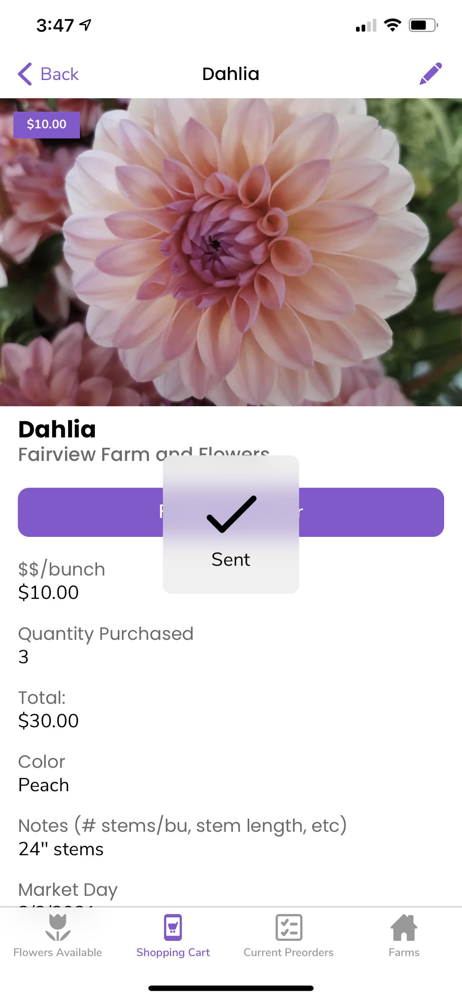 3:47
Back
Dahlia
$10.00
Dahlia
Fairview Farm and Flowers
Sent
$$/bunch
$10.00
Quantity Purchased
3
Total:
$30.00
Color
Peach
Notes (# stems/bu, stem length, etc)
24" stems
Market Day
Flowers Available
Shopping Cart
Current Preorders
Farms